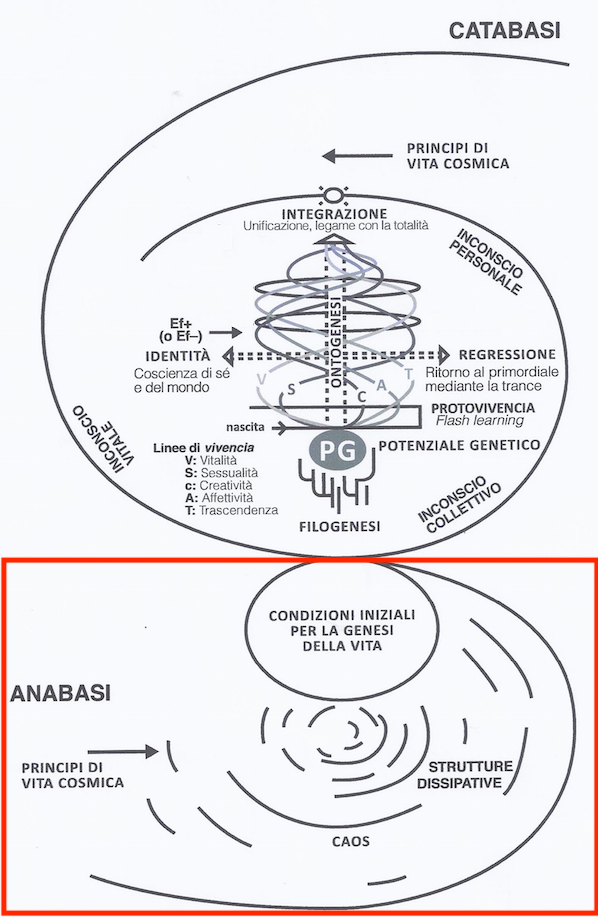 CATABASI
PRINCIPI DI
VITA COSMICA
INTEGRAZIONE
Unificazione, legame con la totalità
INCONSCIO
PERSONALE
ONTOGENESI
Ef+
(o Ef–)
IDENTITÀ
Coscienza di sé
e del mondo
REGRESSIONE
Ritorno al primordiale
mediante la trance
V
S
C
A
T
PROTOVIVENCIA
Flash learning
nascita
INCONSCIO
VITALE
Linee di vivencia
V: Vitalità
S: Sessualità
c: Creatività
A: Affettività
T: Trascendenza
PG
POTENZIALE GENETICO
FILOGENESI
INCONSCIO
COLLETTIVO
CONDIZIONI INIZIALI
PER LA GENESI
DELLA VITA
ANABASI
PRINCIPI DI
VITA COSMICA
STRUTTURE
DISSIPATIVE
CAOS